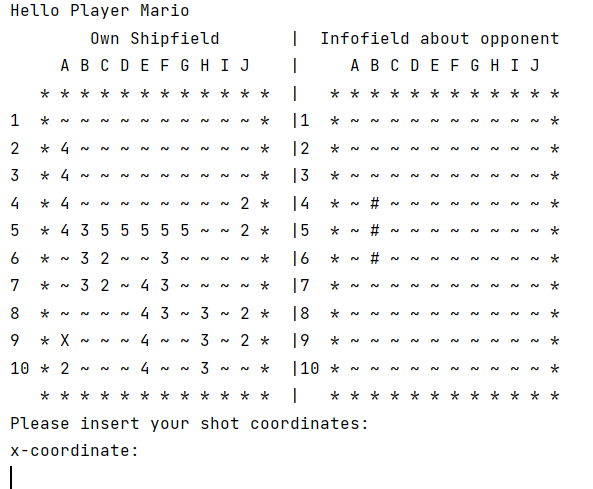 Hello Player Mario
        Own Shipfield       |  Infofield about opponent
     A B C D E F G H I J    |     A B C D E F G H I J
   * * * * * * * * * * * *  |   * * * * * * * * * * * *
1  * ~ ~ ~ ~ ~ ~ ~ ~ ~ ~ *  |1  * ~ ~ ~ ~ ~ ~ ~ ~ ~ ~ *
2  * 4 ~ ~ ~ ~ ~ ~ ~ ~ ~ *  |2  * ~ ~ ~ ~ ~ ~ ~ ~ ~ ~ *
3  * 4 ~ ~ ~ ~ ~ ~ ~ ~ ~ *  |3  * ~ ~ ~ ~ ~ ~ ~ ~ ~ ~ *
4  * 4 ~ ~ ~ ~ ~ ~ ~ ~ 2 *  |4  * ~ # ~ ~ ~ ~ ~ ~ ~ ~ *
5  * 4 3 5 5 5 5 5 ~ ~ 2 *  |5  * ~ # ~ ~ ~ ~ ~ ~ ~ ~ *
6  * ~ 3 2 ~ ~ 3 ~ ~ ~ ~ *  |6  * ~ # ~ ~ ~ ~ ~ ~ ~ ~ *
7  * ~ 3 2 ~ 4 3 ~ ~ ~ ~ *  |7  * ~ ~ ~ ~ ~ ~ ~ ~ ~ ~ *
8  * ~ ~ ~ ~ 4 3 ~ 3 ~ 2 *  |8  * ~ ~ ~ ~ ~ ~ ~ ~ ~ ~ *
9  * X ~ ~ ~ 4 ~ ~ 3 ~ 2 *  |9  * ~ ~ ~ ~ ~ ~ ~ ~ ~ ~ *
10 * 2 ~ ~ ~ 4 ~ ~ 3 ~ ~ *  |10 * ~ ~ ~ ~ ~ ~ ~ ~ ~ ~ *
   * * * * * * * * * * * *  |   * * * * * * * * * * * *
Please insert your shot coordinates:
x-coordinate: